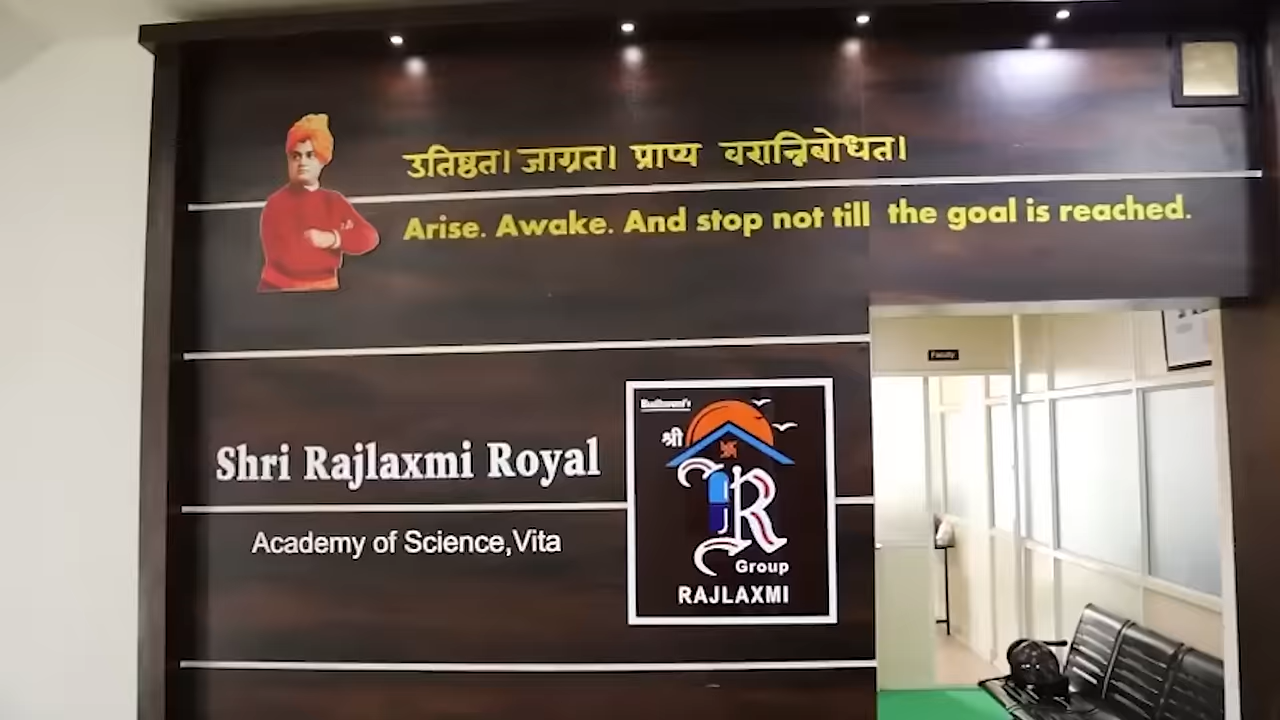 उतिष्ठत। जाग्रत। प्राप्य वरान्निबोधत।
Arise. Awake. And stop not till the goal is reached.
Faculty
Shri Rajlaxmi Royal
Academy of Science,Vita
श्री
R
Group
RAJLAXMI